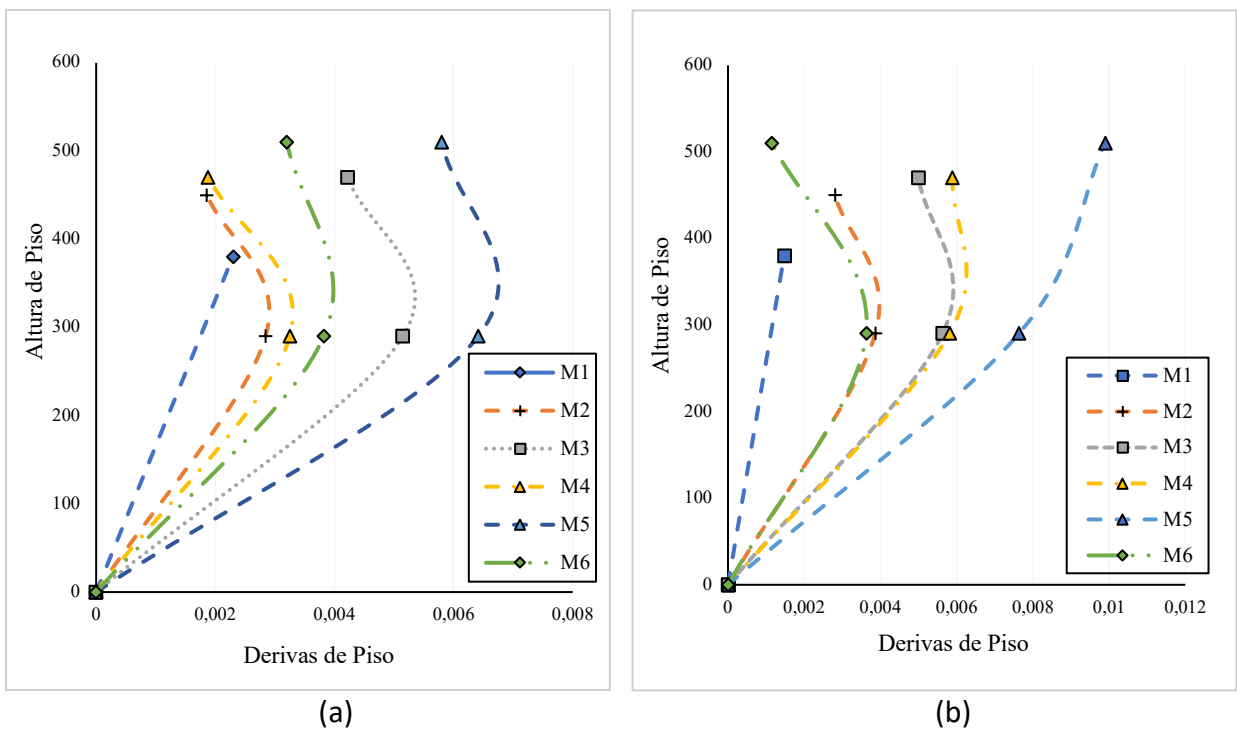 Altura de Piso
600
500
400
300
200
100
0
0
0,002
0,004
0,006
0,008
Derivas de Piso
M1
M2
M3
M4
M5
M6
(a)
Altura de Piso
600
500
400
300
200
100
0
0
0,002
0,004
0,006
0,008
0,01
0,012
Derivas de Piso
M1
M2
M3
M4
M5
M6
(b)